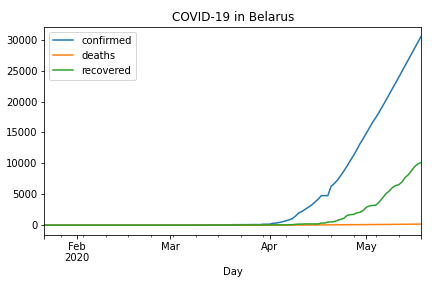 COVID-19 in Belarus
confirmed
deaths
recovered
30000
25000
20000
15000
10000
5000
0
Feb
2020
Mar
Apr
May
Day